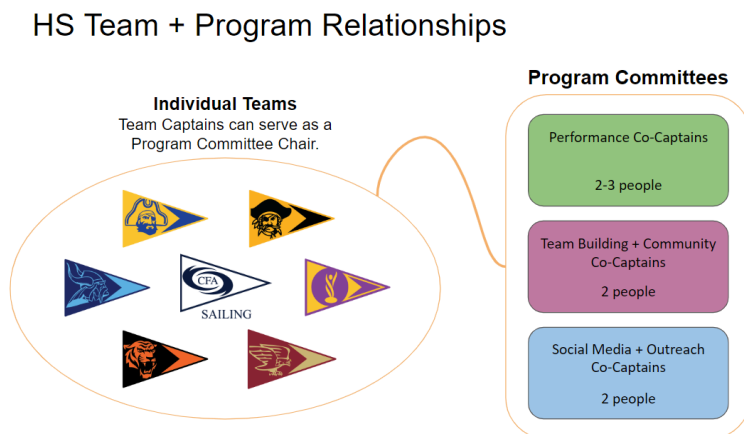 HS Team + Program Relationships
Individual Teams
Team Captains can serve as a
Program Committee Chair.
CFA
SAILING
Program Committees
Performance Co-Captains
2-3 people
Team Building + Community
Co-Captains
2 people
Social Media + Outreach
Co-Captains
2 people